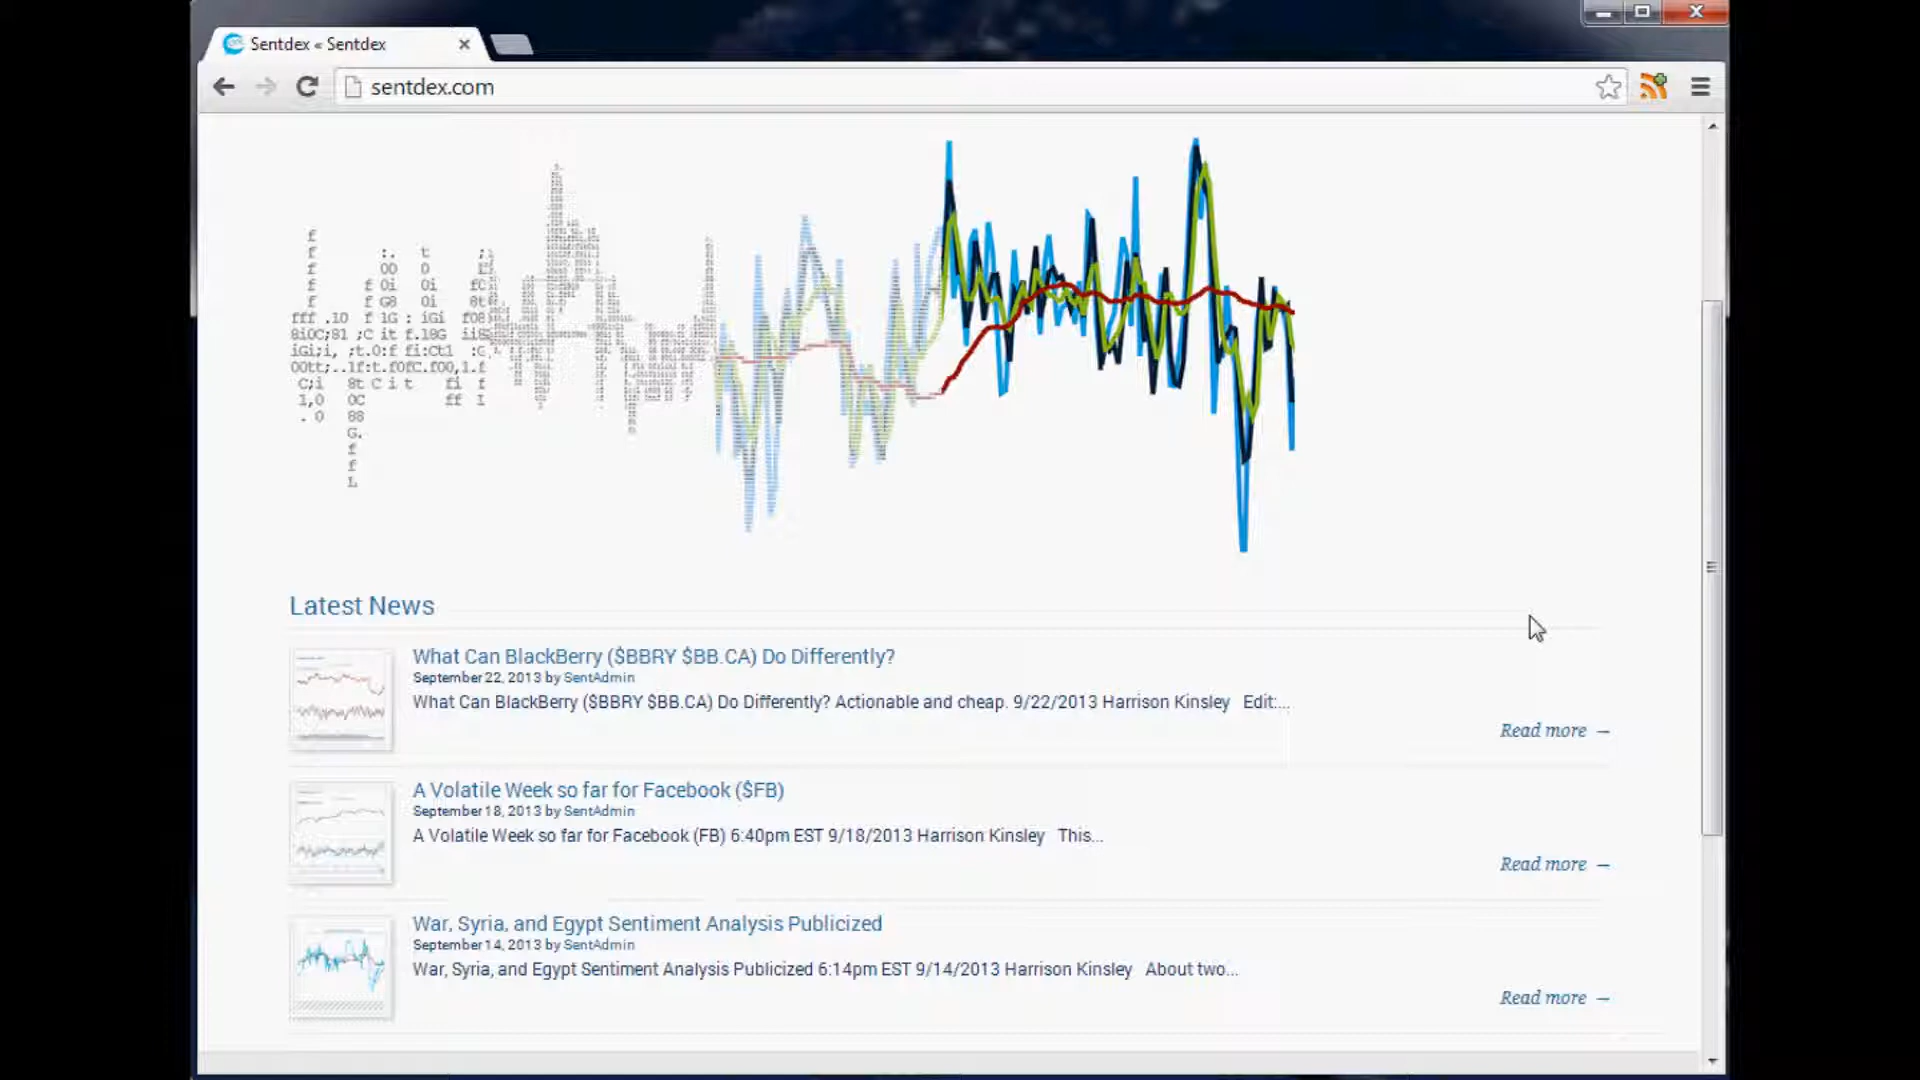 Sentdex « Sentdex
sentdex.com
Latest News
What Can BlackBerry ($BBRY $BB.CA) Do Differently?
September 22, 2013 by SentAdmin
What Can BlackBerry ($BBRY $BB.CA) Do Differently? Actionable and cheap. 9/22/2013 Harrison Kinsley Edit:...
Read more →
A Volatile Week so far for Facebook ($FB)
September 18, 2013 by SentAdmin
A Volatile Week so far for Facebook (FB) 6:40pm EST 9/18/2013 Harrison Kinsley This...
Read more →
War, Syria, and Egypt Sentiment Analysis Publicized
September 14, 2013 by SentAdmin
War, Syria, and Egypt Sentiment Analysis Publicized 6:14pm EST 9/14/2013 Harrison Kinsley About two...
Read more →